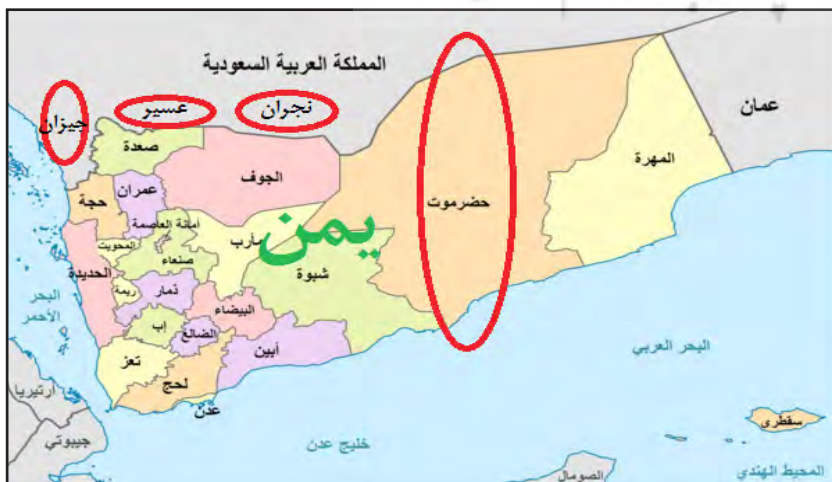 المملكة العربية السعودية
جيزان
عسير
نجران
عمان
صعدة
الجوف
المهرة
حجة
عمران
حضرموت
أمانة العاصمة
المحويت
صنعاء
مأرب
يمن
الحديدة
ريمة
ذمار
شبوة
البيضاء
البحر الأحمر
إب
الضالع
أبين
تعز
لحج
عدن
البحر العربي
ارتيريا
جيبوتي
خليج عدن
سقطرى
الصومال
المحيط الهندي